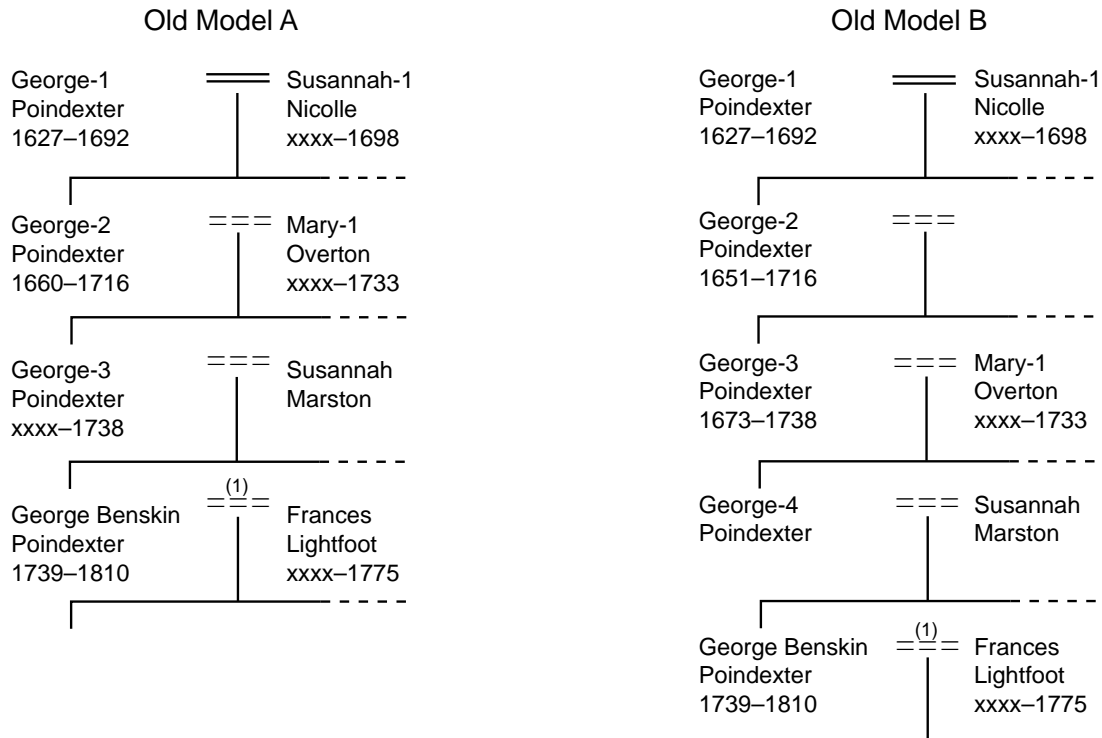 Old Model A
George-1
Poindexter
1627–1692
Susannah-1
Nicolle
xxxx–1698
George-2
Poindexter
1660–1716
Mary-1
Overton
xxxx–1733
George-3
Poindexter
xxxx–1738
Susannah
Marston
George Benskin
Poindexter
1739–1810
(1)
Frances
Lightfoot
xxxx–1775
Old Model B
George-1
Poindexter
1627–1692
Susannah-1
Nicolle
xxxx–1698
George-2
Poindexter
1651–1716
George-3
Poindexter
1673–1738
Mary-1
Overton
xxxx–1733
George-4
Poindexter
Susannah
Marston
George Benskin
Poindexter
1739–1810
(1)
Frances
Lightfoot
xxxx–1775